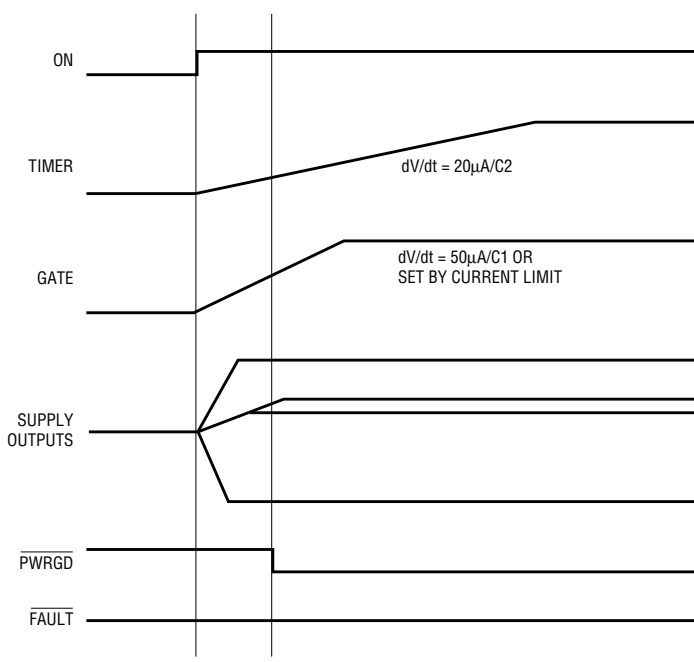 ON
TIMER
dV/dt = 20µA/C2
GATE
dV/dt = 50µA/C1 OR
SET BY CURRENT LIMIT
SUPPLY
OUTPUTS
PWRGD
FAULT